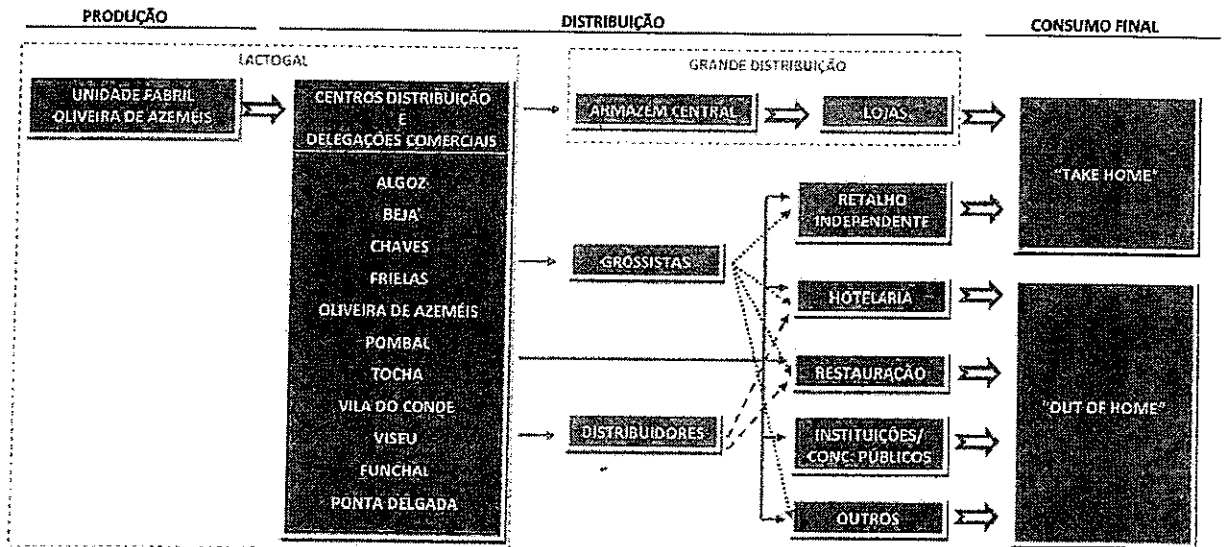 PRODUÇÃO
DISTRIBUIÇÃO
CONSUMO FINAL
LACTOGAL
GRANDE DISTRIBUIÇÃO
UNIDADE FABRIL
OLIVEIRA DE AZEMÉIS
CENTROS DISTRIBUIÇÃO
E
DELEGAÇÕES COMERCIAIS
ALGOZ
BEJA
CHAVES
FRIELAS
OLIVEIRA DE AZEMÉIS
POMBAL
TOCHA
VILA DO CONDE
VISEU
FUNCHAL
PONTA DELGADA
ARMAZÉM CENTRAL
LOJAS
GROSSISTAS
DISTRIBUIDORES
RETALHO
INDEPENDENTE
HOTELARIA
RESTAURAÇÃO
INSTITUIÇÕES/
CONC. PÚBLICOS
OUTROS
"TAKE HOME"
"OUT OF HOME"